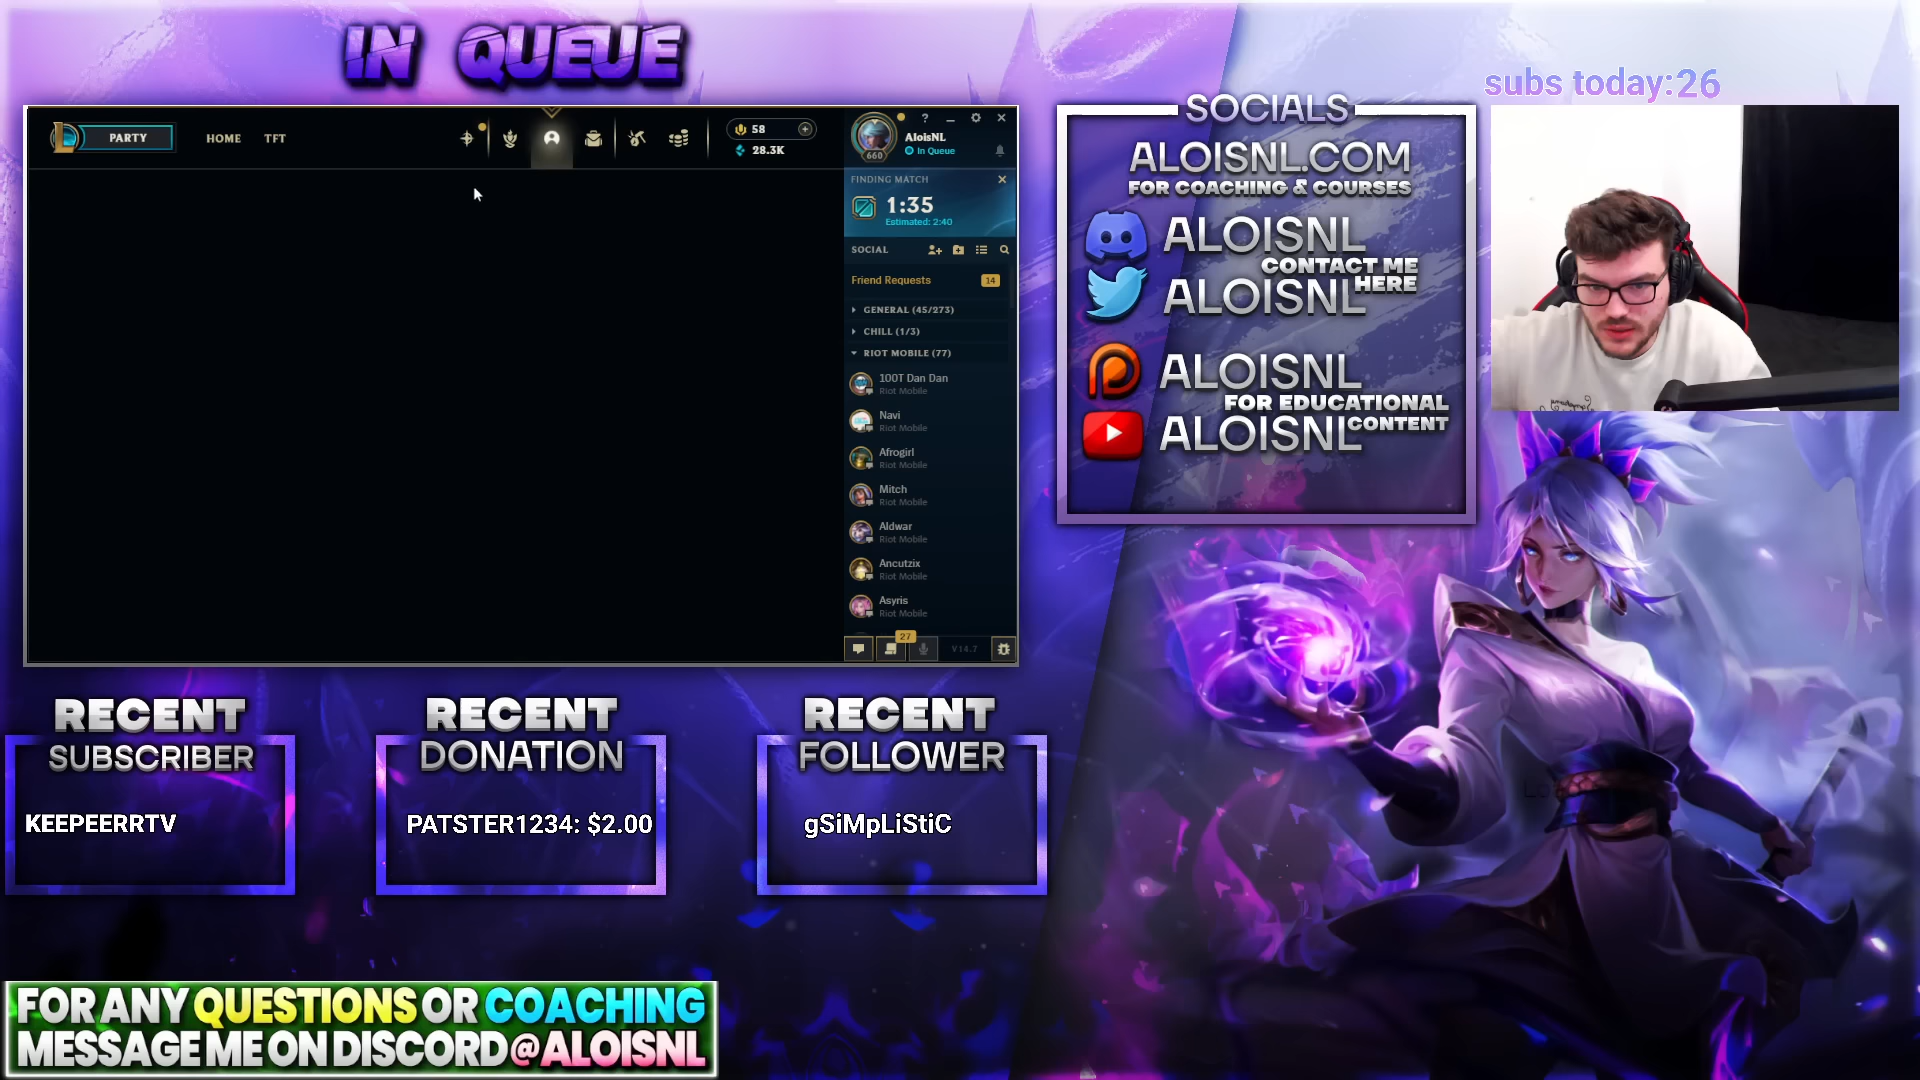 IN QUEUE
subs today:26
PARTY
HOME
TFT
58
28.3K
660
?
AloisNL
In Queue
FINDING MATCH
1:35
Estimated: 2:40
SOCIAL
Friend Requests
14
GENERAL (45/273)
CHILL (1/3)
RIOT MOBILE (77)
100T Dan Dan
Riot Mobile
Navi
Riot Mobile
Afrogirl
Riot Mobile
Mitch
Riot Mobile
Aldwar
Riot Mobile
Ancutzix
Riot Mobile
Asyris
Riot Mobile
27
V14.7
SOCIALS
ALOISNL.COM
FOR COACHING & COURSES
ALOISNL
CONTACT ME
HERE
ALOISNL
ALOISNL
FOR EDUCATIONAL
CONTENT
ALOISNL
RECENT
SUBSCRIBER
KEEPEERRTV
RECENT
DONATION
PATSTER1234: $2.00
RECENT
FOLLOWER
gSiMpLiStiC
FOR ANY QUESTIONS OR COACHING
MESSAGE ME ON DISCORD@ALOISNL